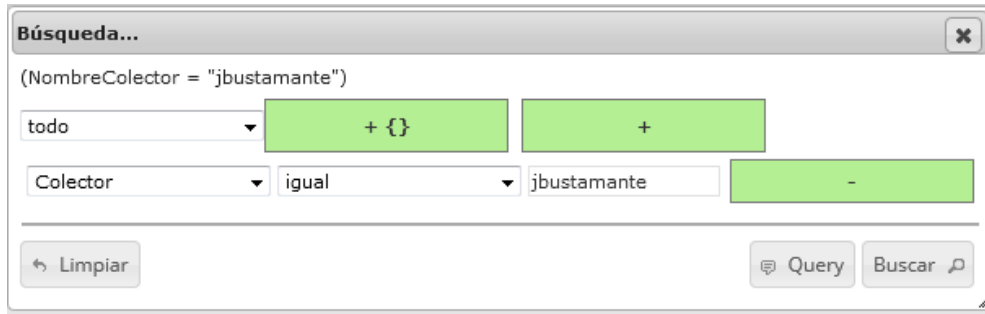 Búsqueda...
(NombreColector = "jbustamante")
todo + {} +
Colector igual jbustamante -
Limpiar Query Buscar